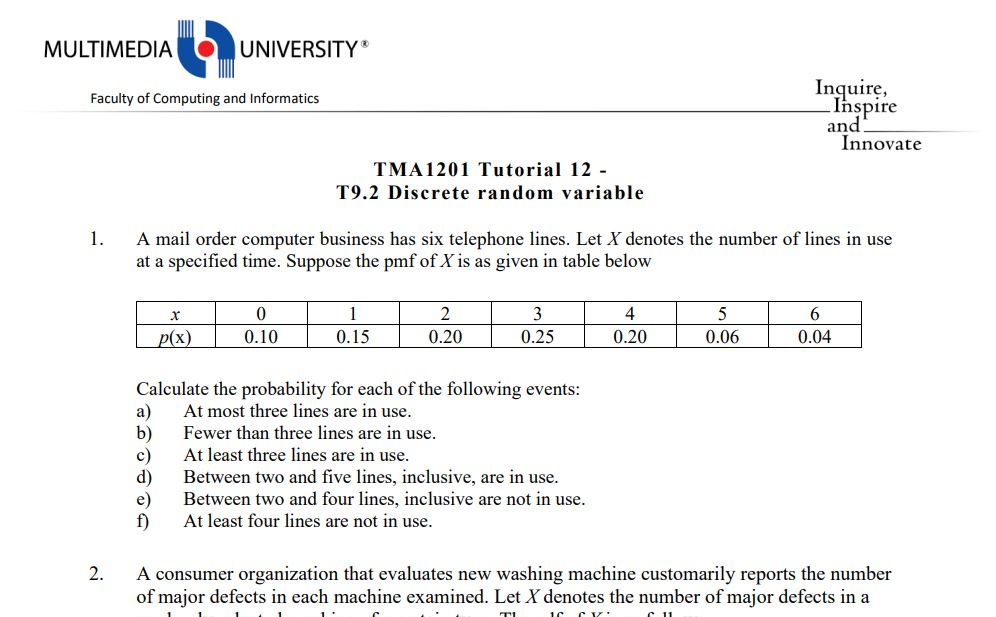 MULTIMEDIA UNIVERSITY®
Faculty of Computing and Informatics
Inquire,
Inspire
and
Innovate
TMA1201 Tutorial 12 -
T9.2 Discrete random variable
1. A mail order computer business has six telephone lines. Let X denotes the number of lines in use
at a specified time. Suppose the pmf of X is as given in table below
x 0 1 2 3 4 5 6
p(x) 0.10 0.15 0.20 0.25 0.20 0.06 0.04
Calculate the probability for each of the following events:
a) At most three lines are in use.
b) Fewer than three lines are in use.
c) At least three lines are in use.
d) Between two and five lines, inclusive, are in use.
e) Between two and four lines, inclusive are not in use.
f) At least four lines are not in use.
2. A consumer organization that evaluates new washing machine customarily reports the number
of major defects in each machine examined. Let X denotes the number of major defects in a